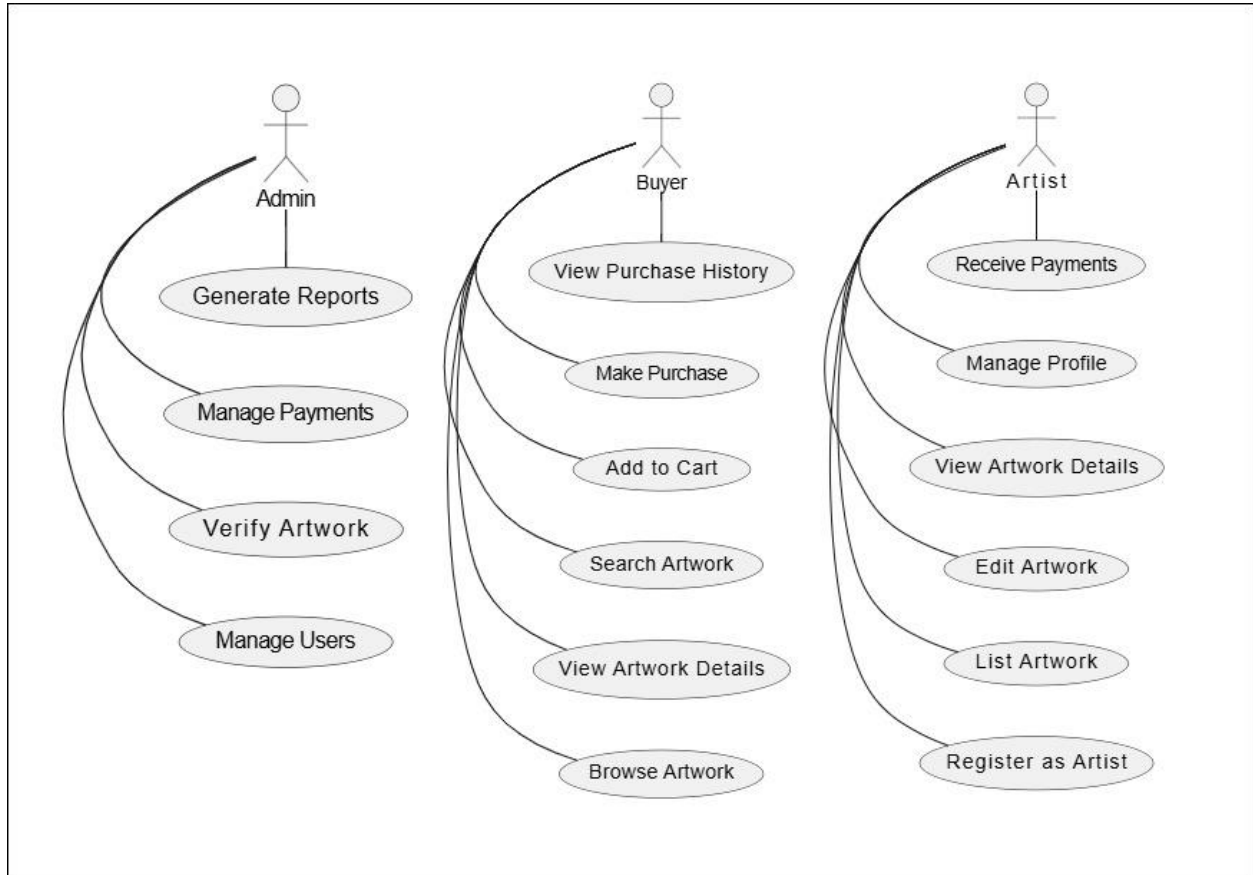 Admin
Generate Reports
Manage Payments
Verify Artwork
Manage Users
Buyer
View Purchase History
Make Purchase
Add to Cart
Search Artwork
View Artwork Details
Browse Artwork
Artist
Receive Payments
Manage Profile
View Artwork Details
Edit Artwork
List Artwork
Register as Artist